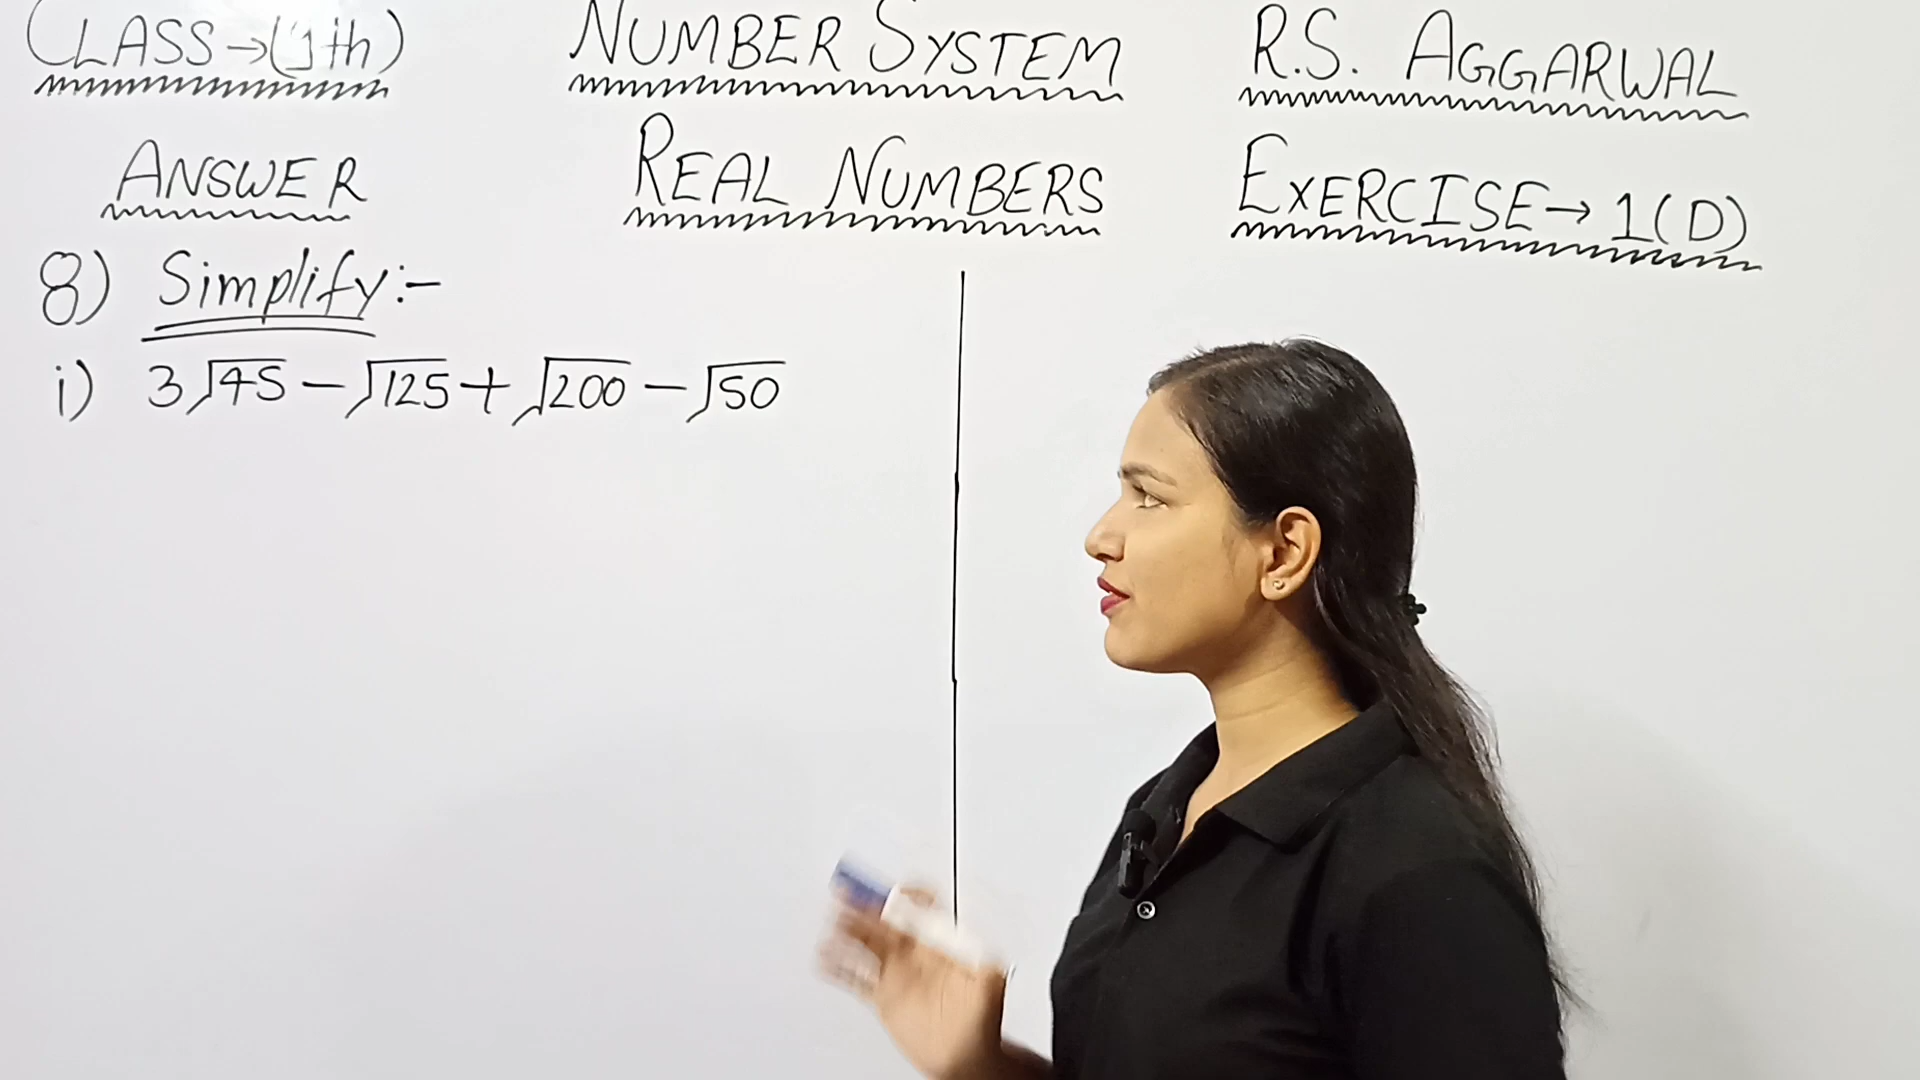 CLASS→(9th)
NUMBER SYSTEM
R.S. AGGARWAL
ANSWER
REAL NUMBERS
EXERCISE→1(D)
8) Simplify:-
i) 3√45 - √125 + √200 - √50